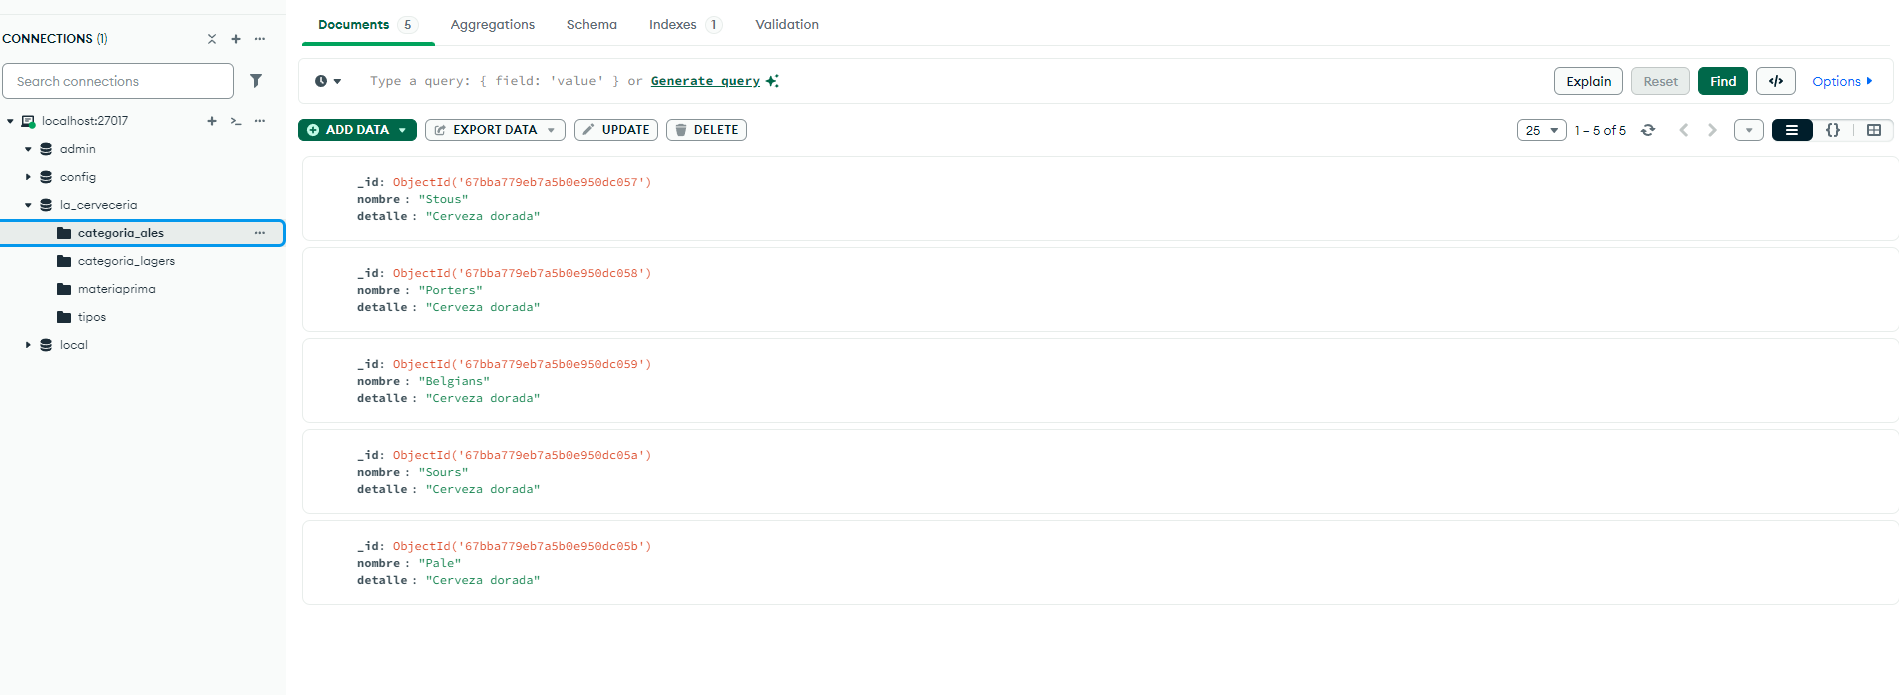 CONNECTIONS (1)
Search connections
localhost:27017
admin
config
la_cerveceria
categoria_ales
categoria_lagers
materiaprima
tipos
local
Documents 5 Aggregations Schema Indexes 1 Validation
Type a query: { field: 'value' } or Generate query
Explain Reset Find </> Options
ADD DATA EXPORT DATA UPDATE DELETE
25 1 – 5 of 5 {}
_id: ObjectId('67bba779eb7a5b0e950dc057')
nombre : "Stous"
detalle : "Cerveza dorada"
_id: ObjectId('67bba779eb7a5b0e950dc058')
nombre : "Porters"
detalle : "Cerveza dorada"
_id: ObjectId('67bba779eb7a5b0e950dc059')
nombre : "Belgians"
detalle : "Cerveza dorada"
_id: ObjectId('67bba779eb7a5b0e950dc05a')
nombre : "Sours"
detalle : "Cerveza dorada"
_id: ObjectId('67bba779eb7a5b0e950dc05b')
nombre : "Pale"
detalle : "Cerveza dorada"